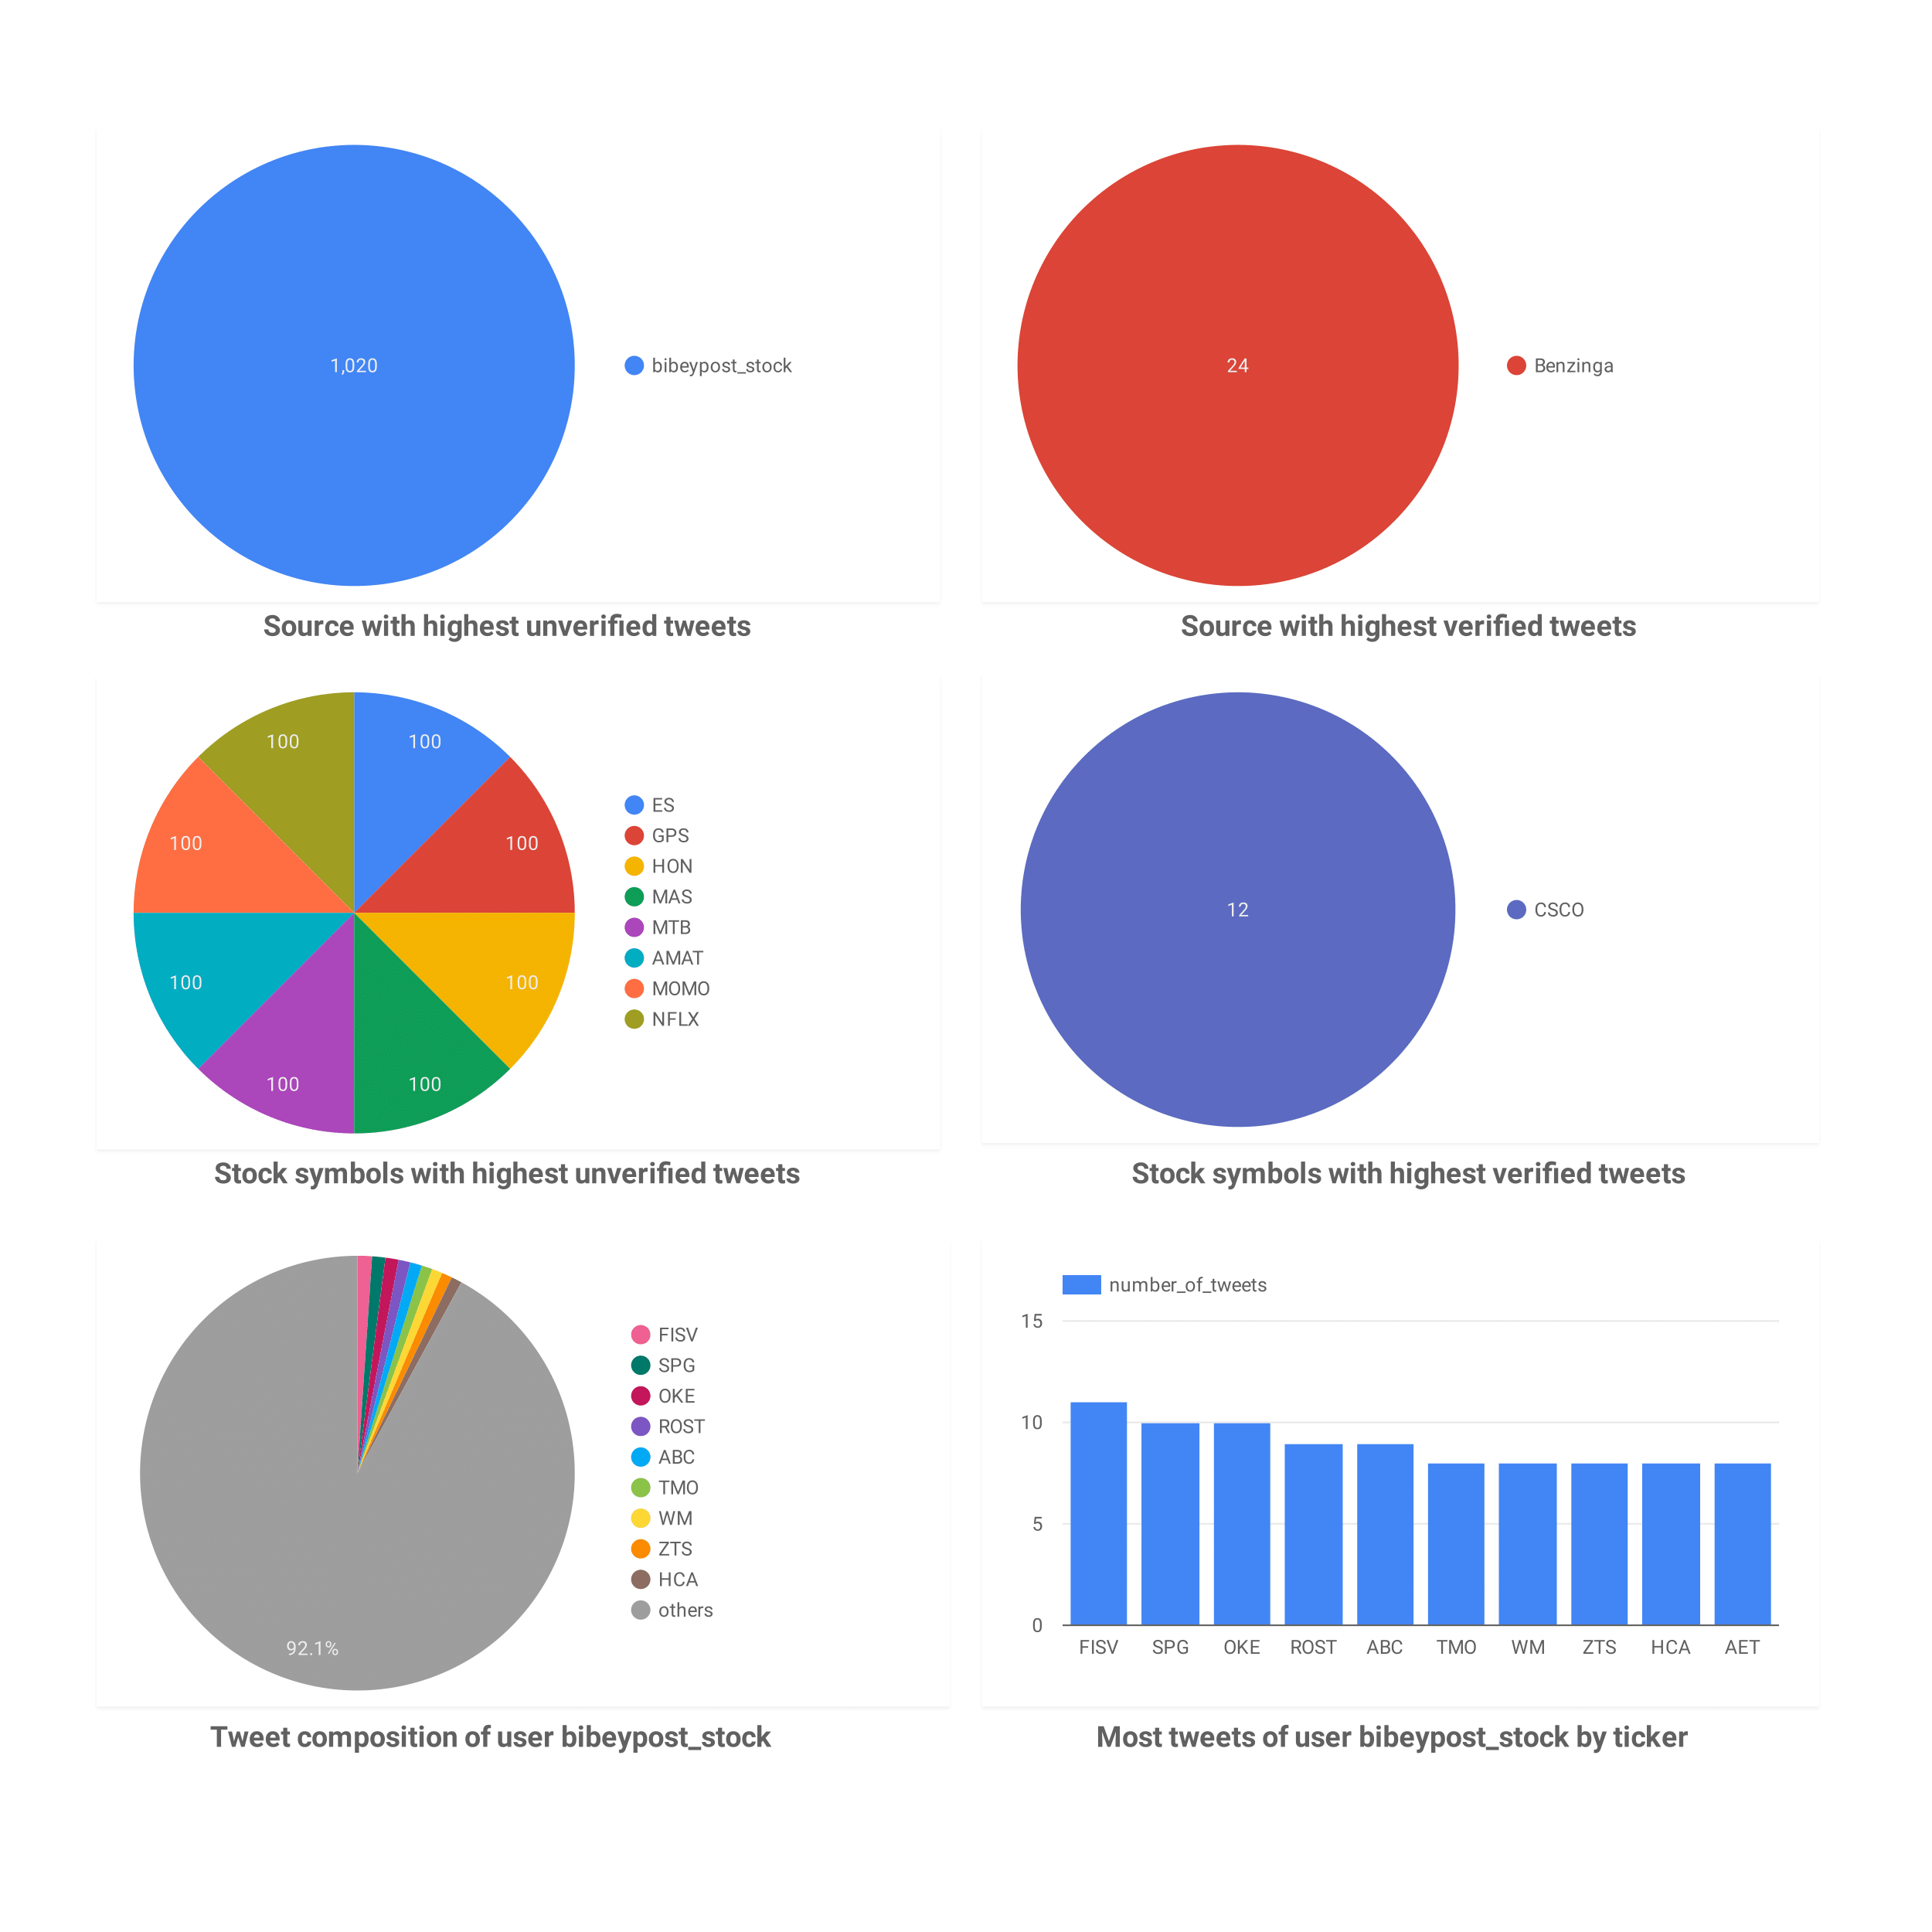 1,020
bibeypost_stock
Source with highest unverified tweets
24
Benzinga
Source with highest verified tweets
100
100
100
100
100
100
100
100
ES
GPS
HON
MAS
MTB
AMAT
MOMO
NFLX
Stock symbols with highest unverified tweets
12
CSCO
Stock symbols with highest verified tweets
92.1%
FISV
SPG
OKE
ROST
ABC
TMO
WM
ZTS
HCA
others
Tweet composition of user bibeypost_stock
number_of_tweets
15
10
5
0
FISV SPG OKE ROST ABC TMO WM ZTS HCA AET
Most tweets of user bibeypost_stock by ticker